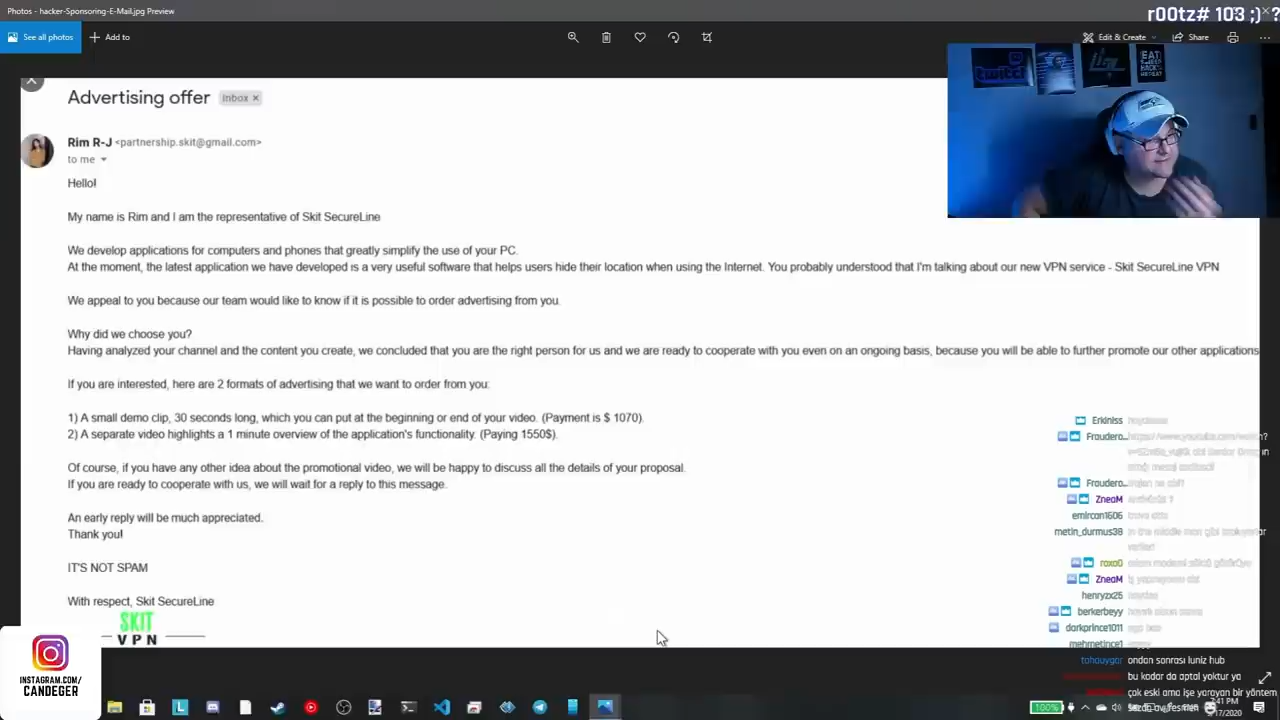 Photos - hacker-Sponsoring-E-Mail.jpg Preview
r00tz# 103 ;) ?
See all photos
Add to
Edit & Create
Share
Advertising offer
Inbox ×
Rim R-J <partnership.skit@gmail.com>
to me
Hello!
My name is Rim and I am the representative of Skit SecureLine
We develop applications for computers and phones that greatly simplify the use of your PC.
At the moment, the latest application we have developed is a very useful software that helps users hide their location when using the Internet. You probably understood that I'm talking about our new VPN service - Skit SecureLine VPN
We appeal to you because our team would like to know if it is possible to order advertising from you.
Why did we choose you?
Having analyzed your channel and the content you create, we concluded that you are the right person for us and we are ready to cooperate with you even on an ongoing basis, because you will be able to further promote our other applications
If you are interested, here are 2 formats of advertising that we want to order from you:
1) A small demo clip, 30 seconds long, which you can put at the beginning or end of your video. (Payment is $ 1070).
2) A separate video highlights a 1 minute overview of the application's functionality. (Paying 1550$).
Of course, if you have any other idea about the promotional video, we will be happy to discuss all the details of your proposal.
If you are ready to cooperate with us, we will wait for a reply to this message.
An early reply will be much appreciated.
Thank you!
IT'S NOT SPAM
With respect, Skit SecureLine
SKIT
VPN
twitch
EAT
SLEEP
HACK
REPEAT
Erkiniss
Fraudero...
Fraudero...
ZneaM
emircan1606
metin_durmus38
roxo0
ZneaM
henryzx25
berkerbeyy
darkprince1011
mehmetince1
tahauygar ondan sonrası luniz hub
bu kadar da aptal yoktur ya
çok eski ama işe yarayan bir yöntem
INSTAGRAM.COM/
CANDEGER
100%